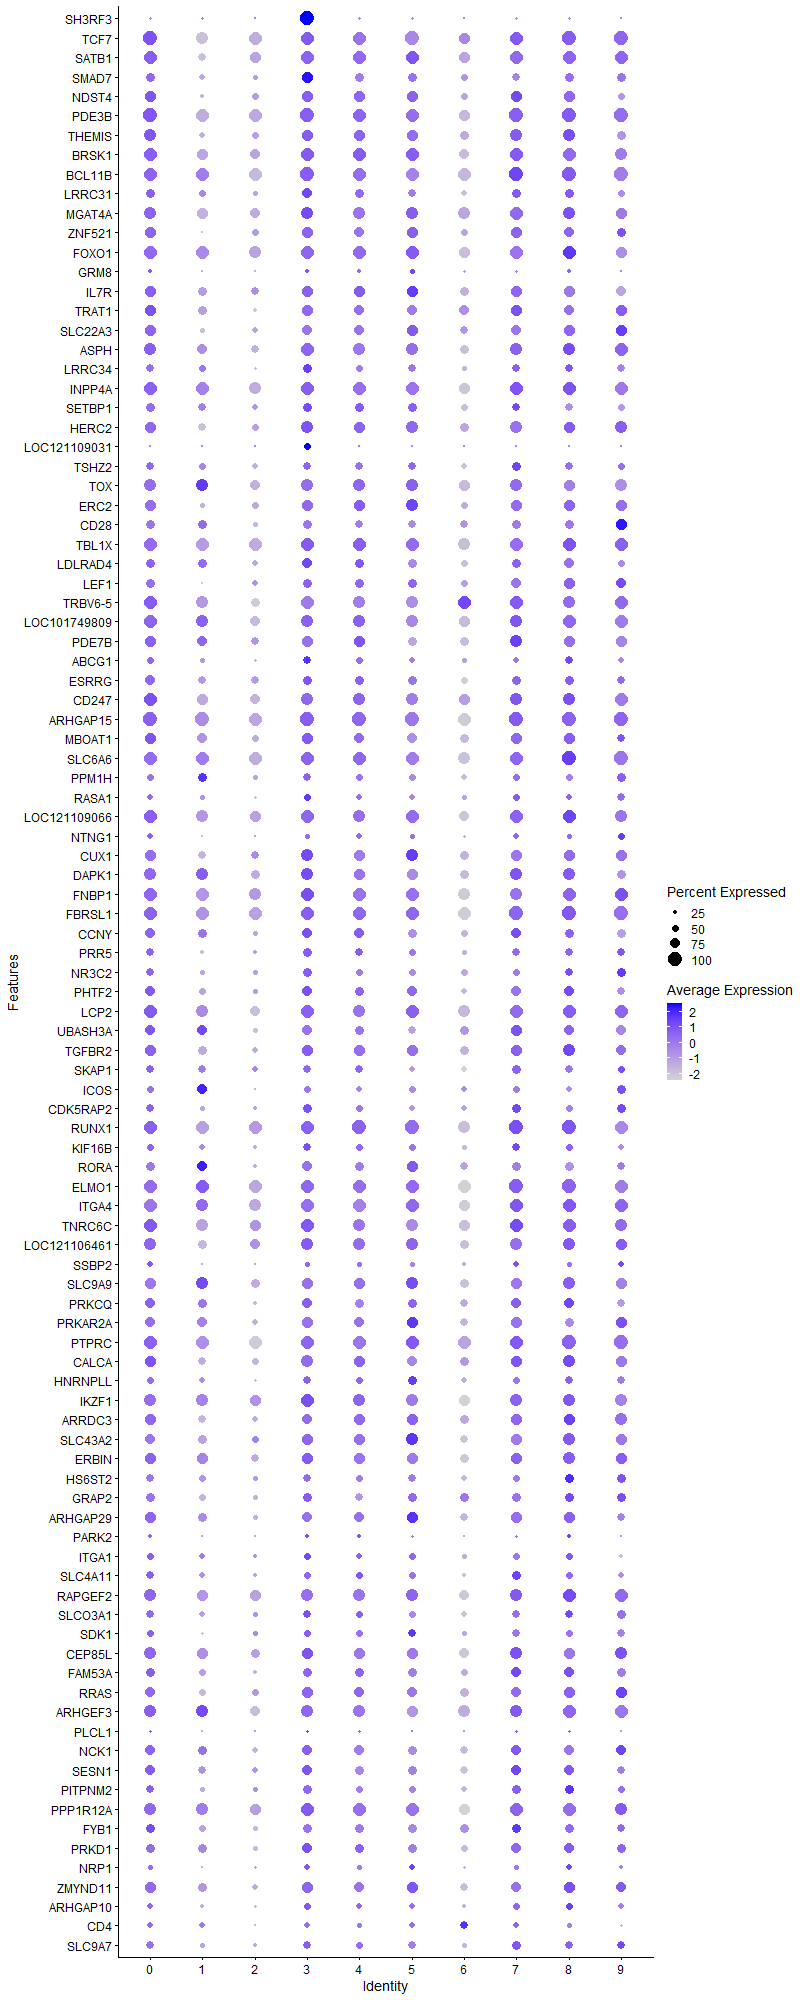 SH3RF3
TCF7
SATB1
SMAD7
NDST4
PDE3B
THEMIS
BRSK1
BCL11B
LRRC31
MGAT4A
ZNF521
FOXO1
GRM8
IL7R
TRAT1
SLC22A3
ASPH
LRRC34
INPP4A
SETBP1
HERC2
LOC121109031
TSHZ2
TOX
ERC2
CD28
TBL1X
LDLRAD4
LEF1
TRBV6-5
LOC101749809
PDE7B
ABCG1
ESRRG
CD247
ARHGAP15
MBOAT1
SLC6A6
PPM1H
RASA1
LOC121109066
NTNG1
CUX1
DAPK1
FNBP1
FBRSL1
CCNY
PRR5
NR3C2
PHTF2
LCP2
UBASH3A
TGFBR2
SKAP1
ICOS
CDK5RAP2
RUNX1
KIF16B
RORA
ELMO1
ITGA4
TNRC6C
LOC121106461
SSBP2
SLC9A9
PRKCQ
PRKAR2A
PTPRC
CALCA
HNRNPLL
IKZF1
ARRDC3
SLC43A2
ERBIN
HS6ST2
GRAP2
ARHGAP29
PARK2
ITGA1
SLC4A11
RAPGEF2
SLCO3A1
SDK1
CEP85L
FAM53A
RRAS
ARHGEF3
PLCL1
NCK1
SESN1
PITPNM2
PPP1R12A
FYB1
PRKD1
NRP1
ZMYND11
ARHGAP10
CD4
SLC9A7
Features
0 1 2 3 4 5 6 7 8 9
Identity
Percent Expressed
25
50
75
100
Average Expression
2
1
0
-1
-2